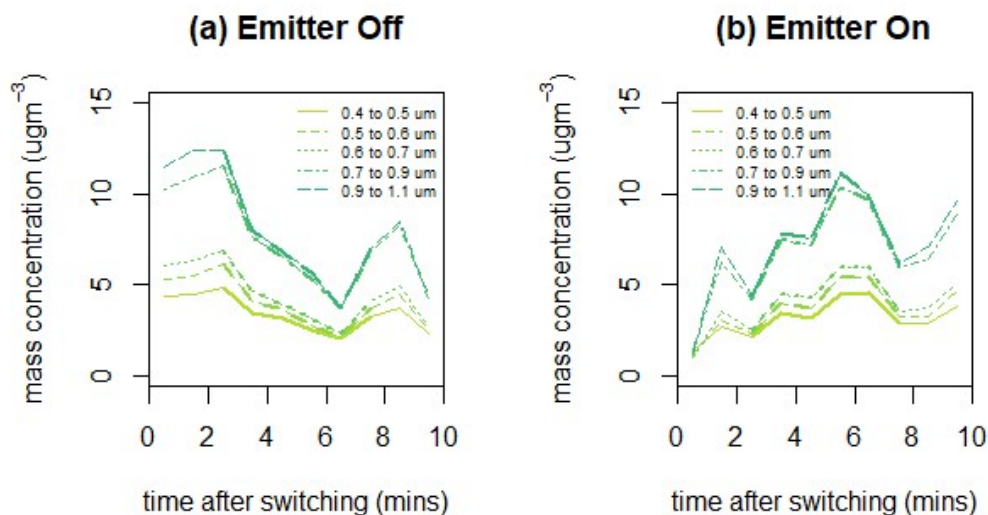 (a) Emitter Off
mass concentration (ugm⁻³)
15
10
5
0
0.4 to 0.5 um
0.5 to 0.6 um
0.6 to 0.7 um
0.7 to 0.9 um
0.9 to 1.1 um
0 2 4 6 8 10
time after switching (mins)
(b) Emitter On
mass concentration (ugm⁻³)
15
10
5
0
0.4 to 0.5 um
0.5 to 0.6 um
0.6 to 0.7 um
0.7 to 0.9 um
0.9 to 1.1 um
0 2 4 6 8 10
time after switching (mins)